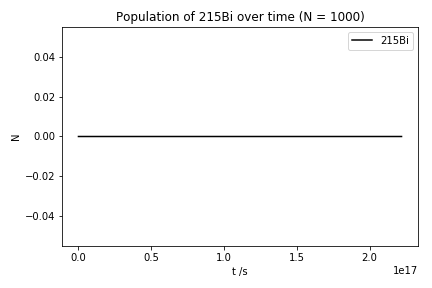 Population of 215Bi over time (N = 1000)
215Bi
0.04
0.02
0.00
−0.02
−0.04
N
0.0 0.5 1.0 1.5 2.0
1e17
t /s